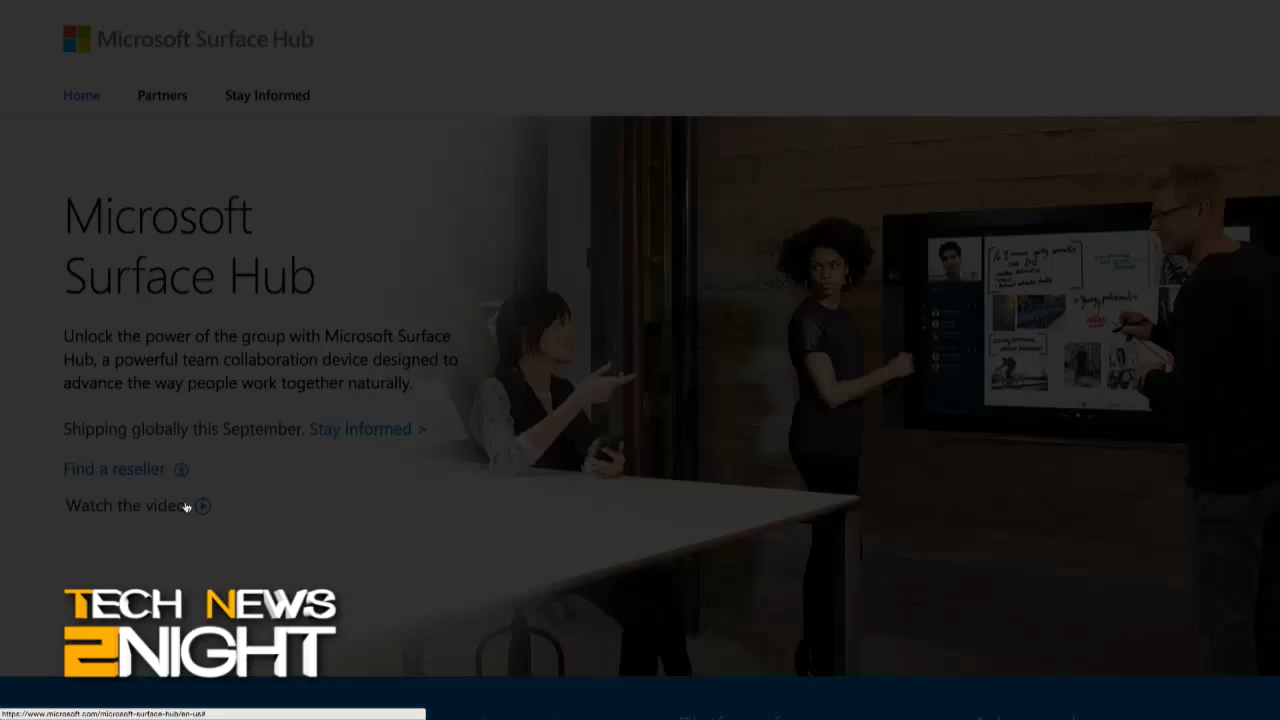 Microsoft Surface Hub
Home Partners Stay Informed
Microsoft
Surface Hub
Unlock the power of the group with Microsoft Surface
Hub, a powerful team collaboration device designed to
advance the way people work together naturally.
Shipping globally this September. Stay informed >
Find a reseller
Watch the video
TECH NEWS
2NIGHT
https://www.microsoft.com/microsoft-surface-hub/en-us#